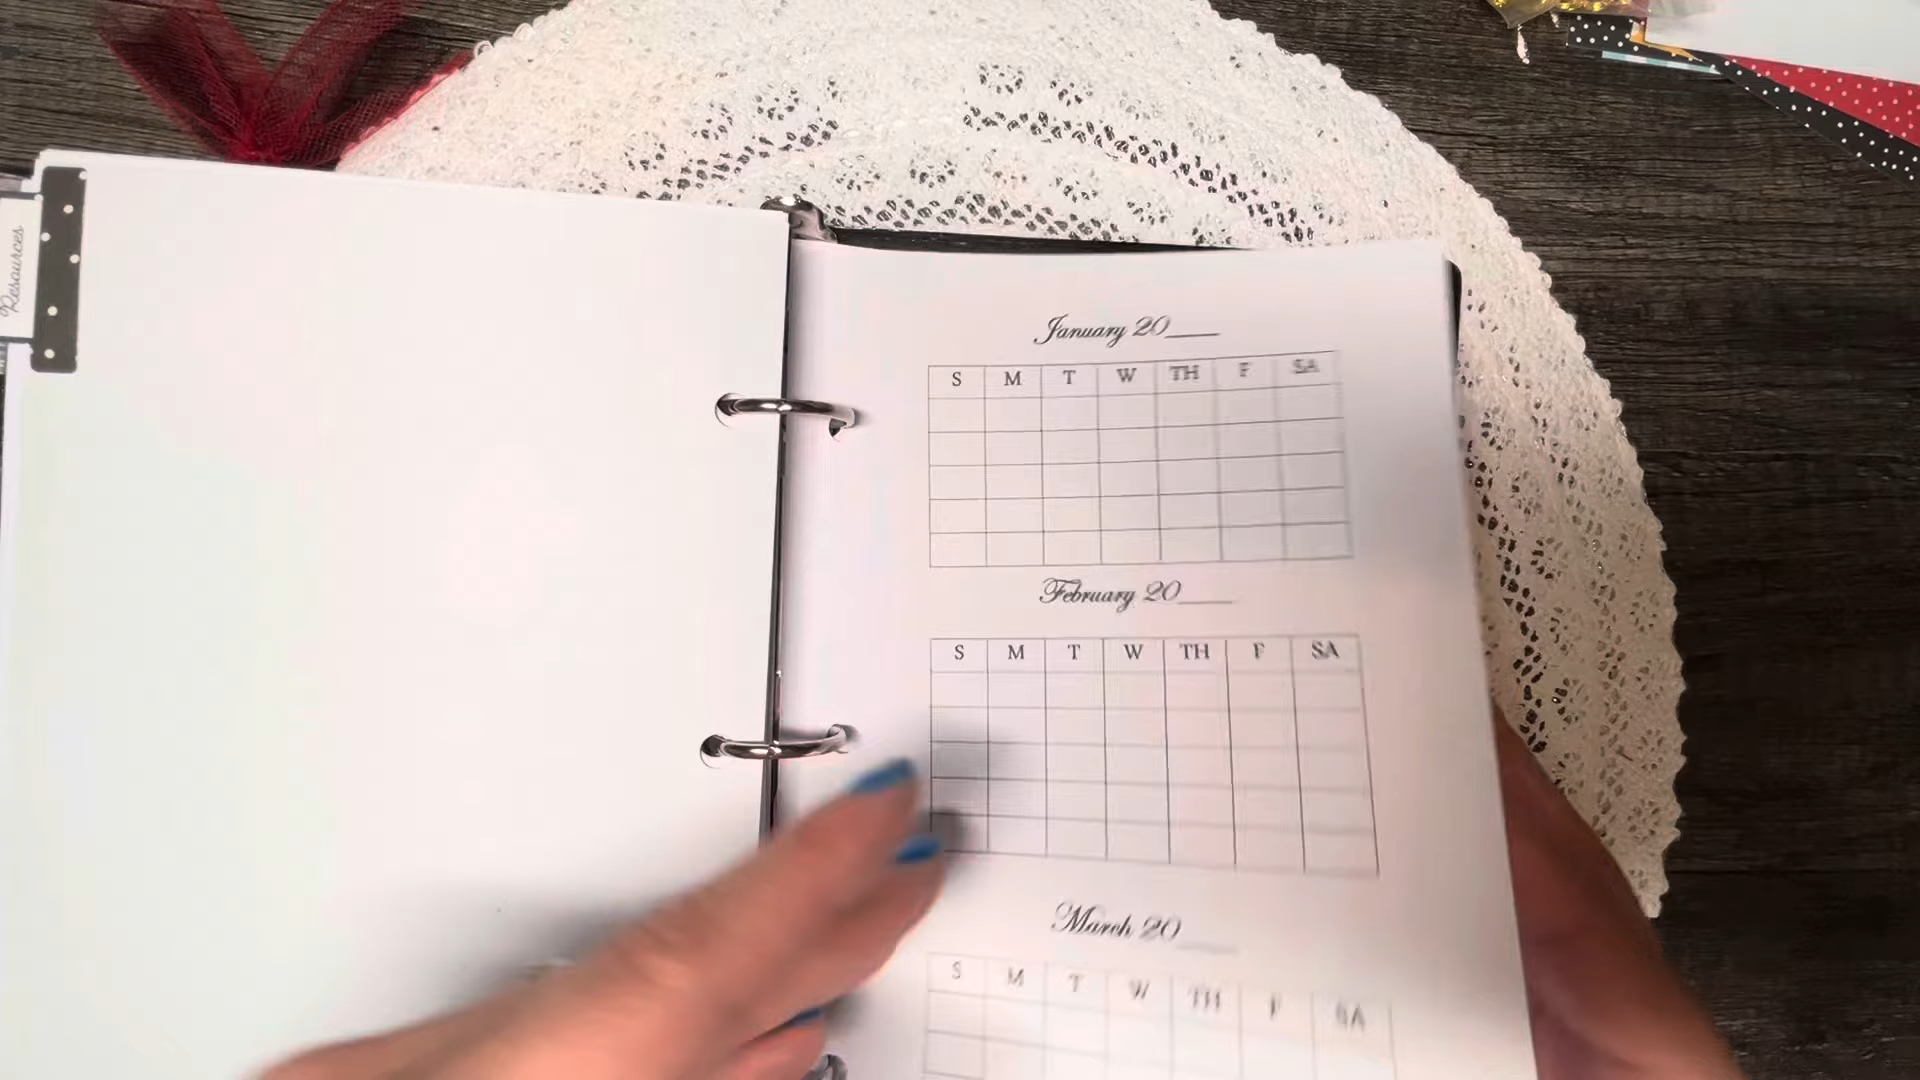 Resources
January 20___
S M T W TH F SA
February 20___
S M T W TH F SA
March 20___
S M T W TH F SA